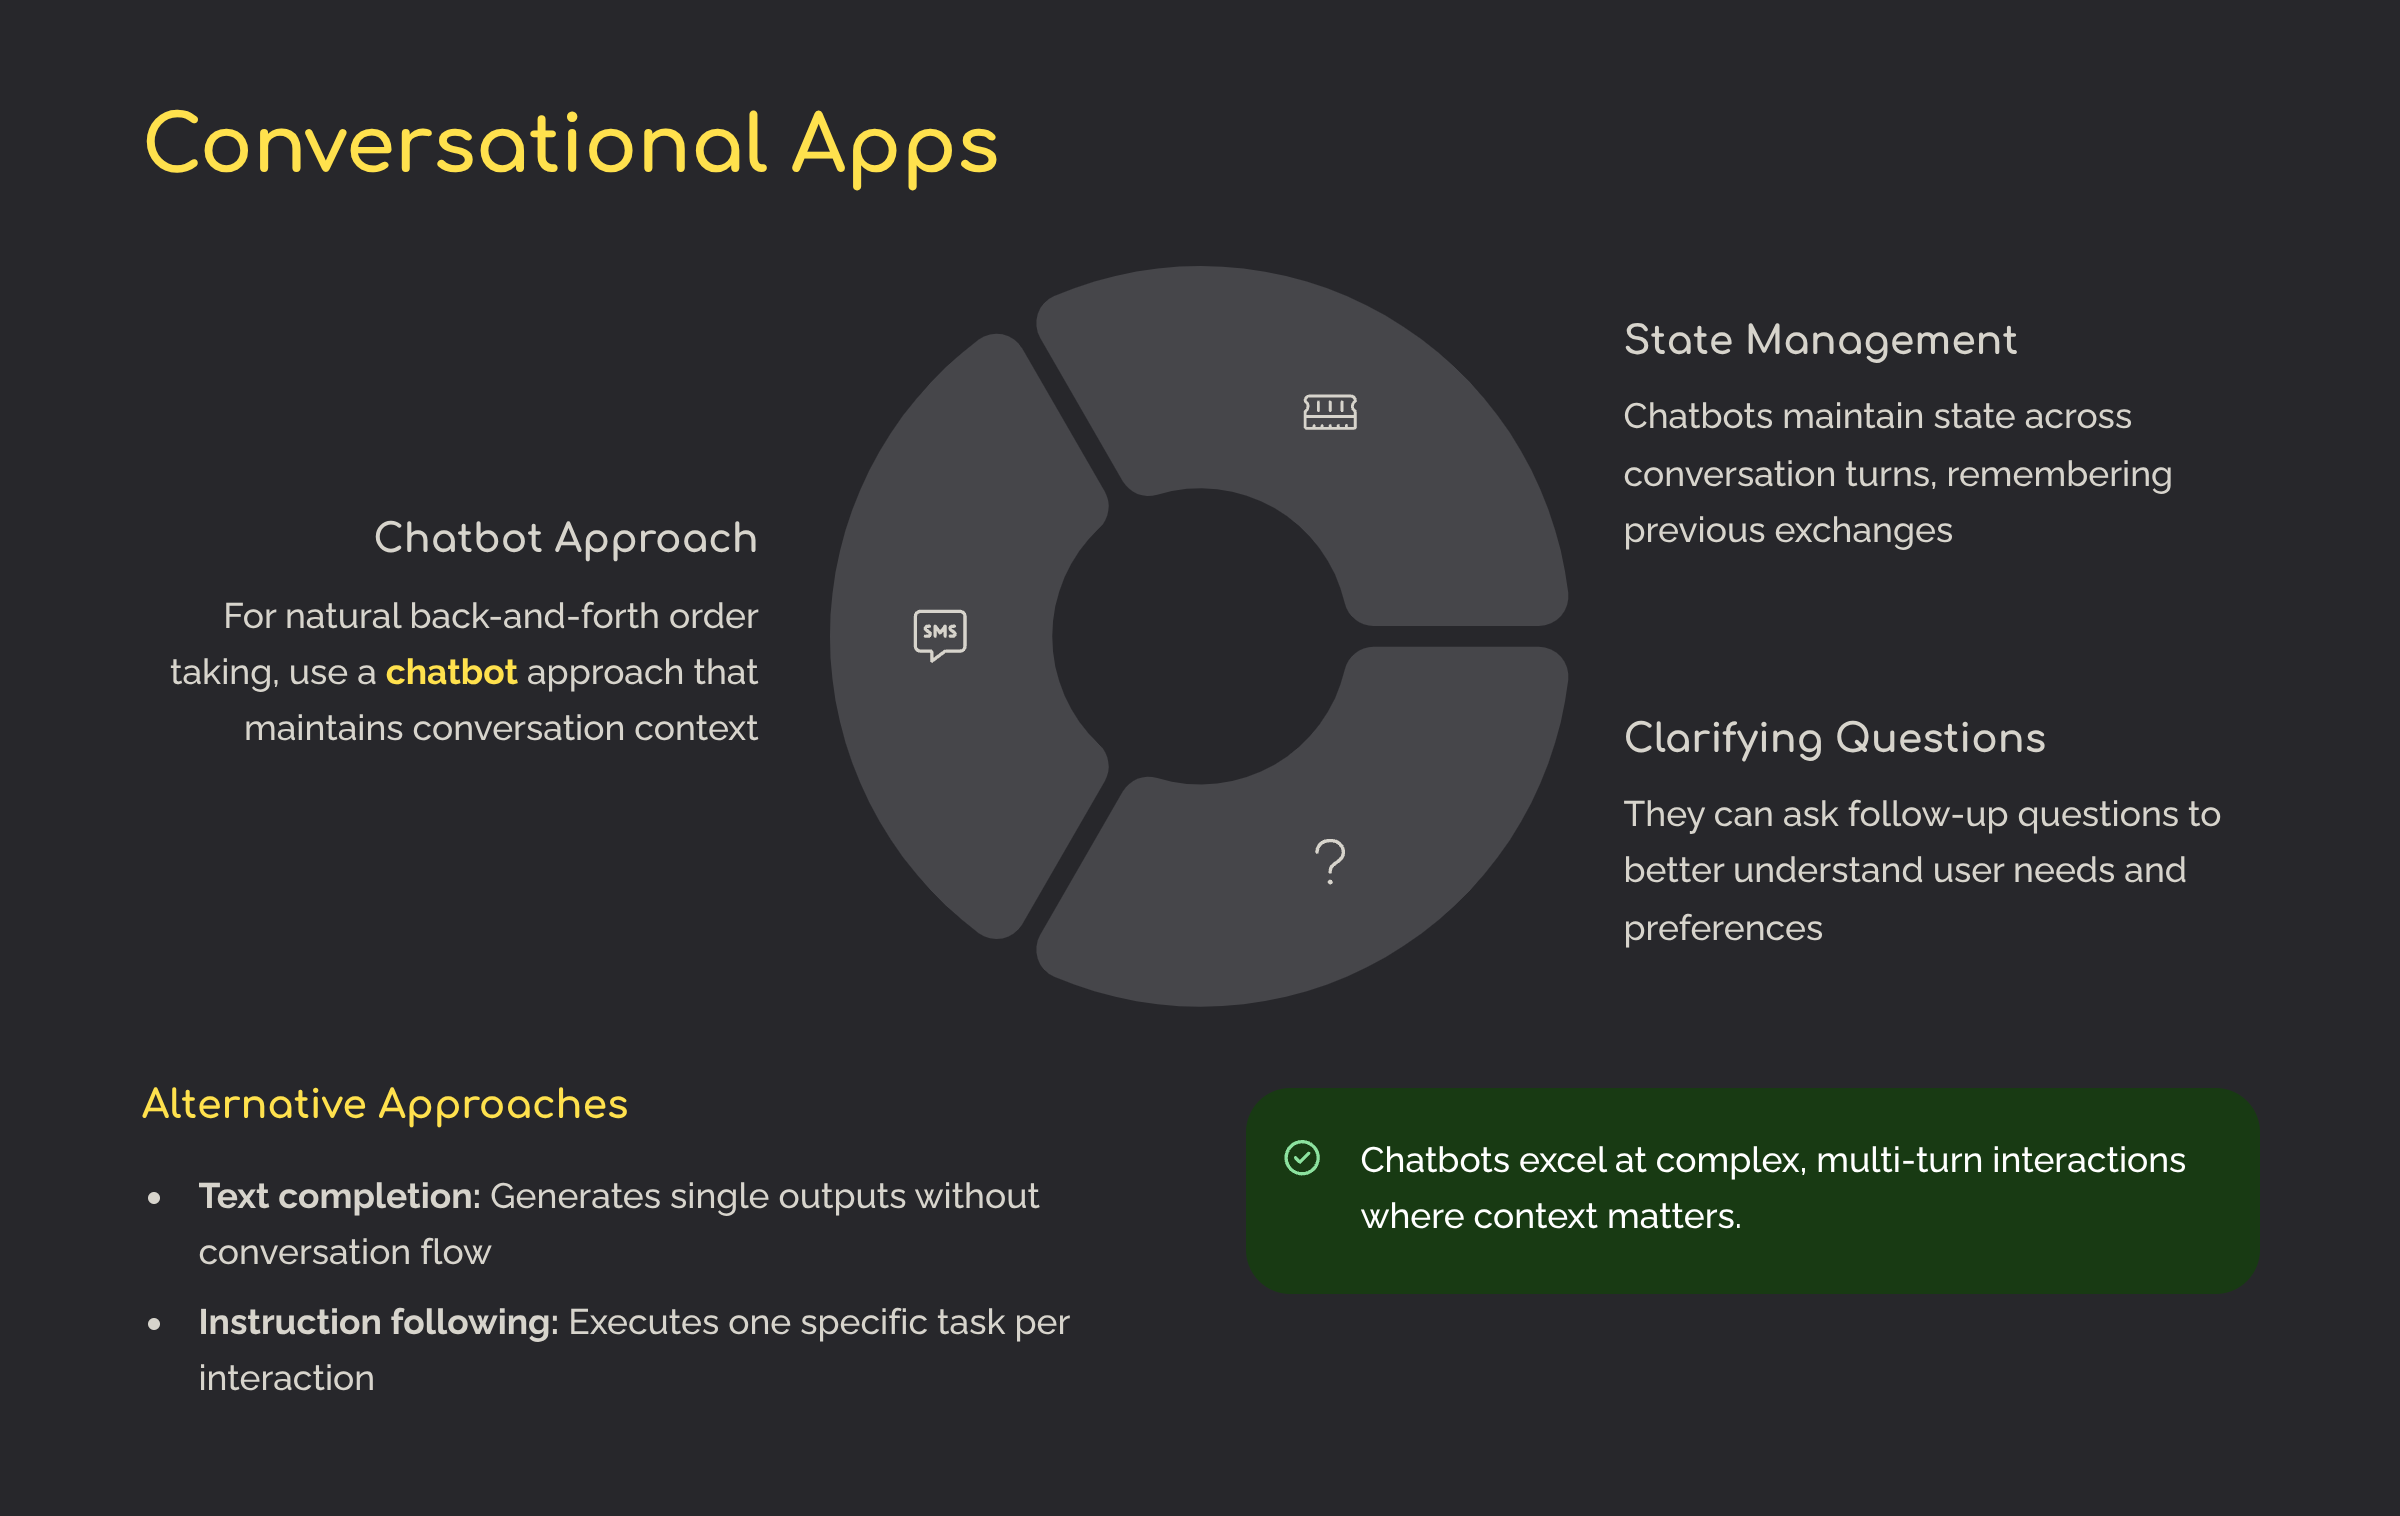 Conversational Apps
State Management
Chatbots maintain state across
conversation turns, remembering
previous exchanges
Chatbot Approach
For natural back-and-forth order
taking, use a chatbot approach that
maintains conversation context
SMS
Clarifying Questions
They can ask follow-up questions to
better understand user needs and
preferences
?
Alternative Approaches
• Text completion: Generates single outputs without
conversation flow
• Instruction following: Executes one specific task per
interaction
Chatbots excel at complex, multi-turn interactions
where context matters.